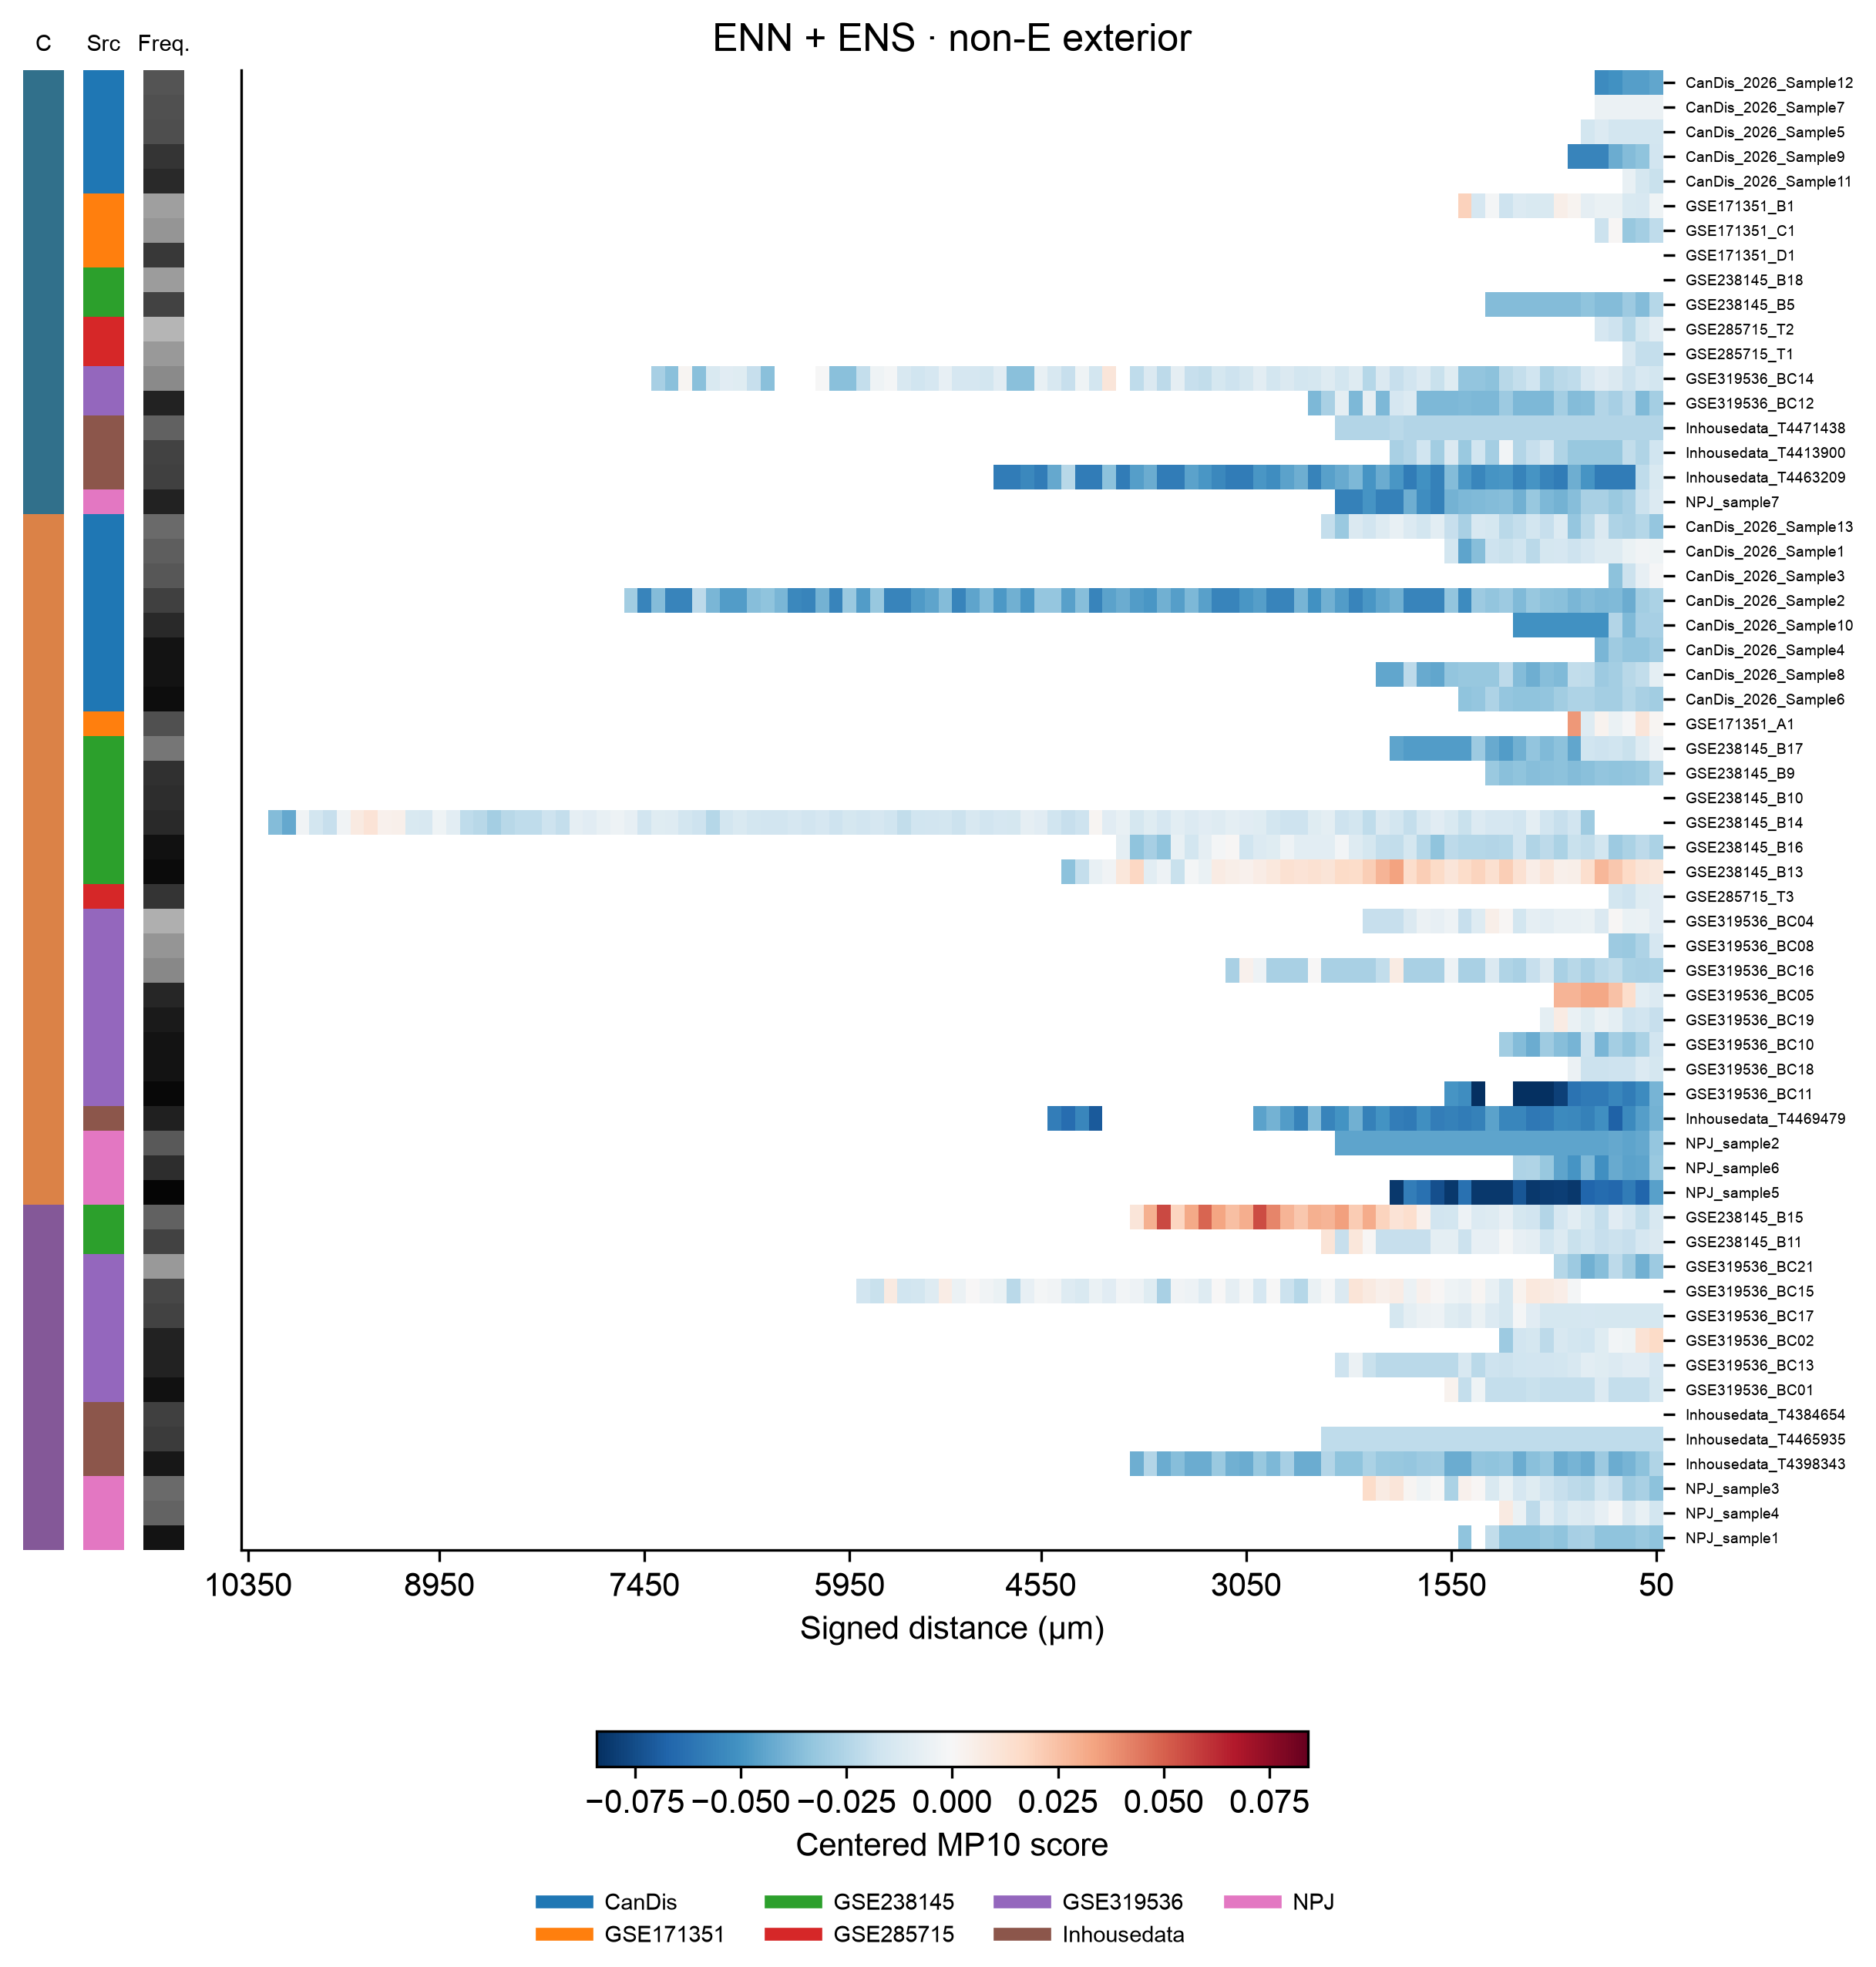 ENN + ENS · non-E exterior
C Src Freq.
CanDis_2026_Sample12
CanDis_2026_Sample7
CanDis_2026_Sample5
CanDis_2026_Sample9
CanDis_2026_Sample11
GSE171351_B1
GSE171351_C1
GSE171351_D1
GSE238145_B18
GSE238145_B5
GSE285715_T2
GSE285715_T1
GSE319536_BC14
GSE319536_BC12
Inhousedata_T4471438
Inhousedata_T4413900
Inhousedata_T4463209
NPJ_sample7
CanDis_2026_Sample13
CanDis_2026_Sample1
CanDis_2026_Sample3
CanDis_2026_Sample2
CanDis_2026_Sample10
CanDis_2026_Sample4
CanDis_2026_Sample8
CanDis_2026_Sample6
GSE171351_A1
GSE238145_B17
GSE238145_B9
GSE238145_B10
GSE238145_B14
GSE238145_B16
GSE238145_B13
GSE285715_T3
GSE319536_BC04
GSE319536_BC08
GSE319536_BC16
GSE319536_BC05
GSE319536_BC19
GSE319536_BC10
GSE319536_BC18
GSE319536_BC11
Inhousedata_T4469479
NPJ_sample2
NPJ_sample6
NPJ_sample5
GSE238145_B15
GSE238145_B11
GSE319536_BC21
GSE319536_BC15
GSE319536_BC17
GSE319536_BC02
GSE319536_BC13
GSE319536_BC01
Inhousedata_T4384654
Inhousedata_T4465935
Inhousedata_T4398343
NPJ_sample3
NPJ_sample4
NPJ_sample1
10350 8950 7450 5950 4550 3050 1550 50
Signed distance (μm)
−0.075 −0.050 −0.025 0.000 0.025 0.050 0.075
Centered MP10 score
CanDis GSE238145 GSE319536 NPJ
GSE171351 GSE285715 Inhousedata